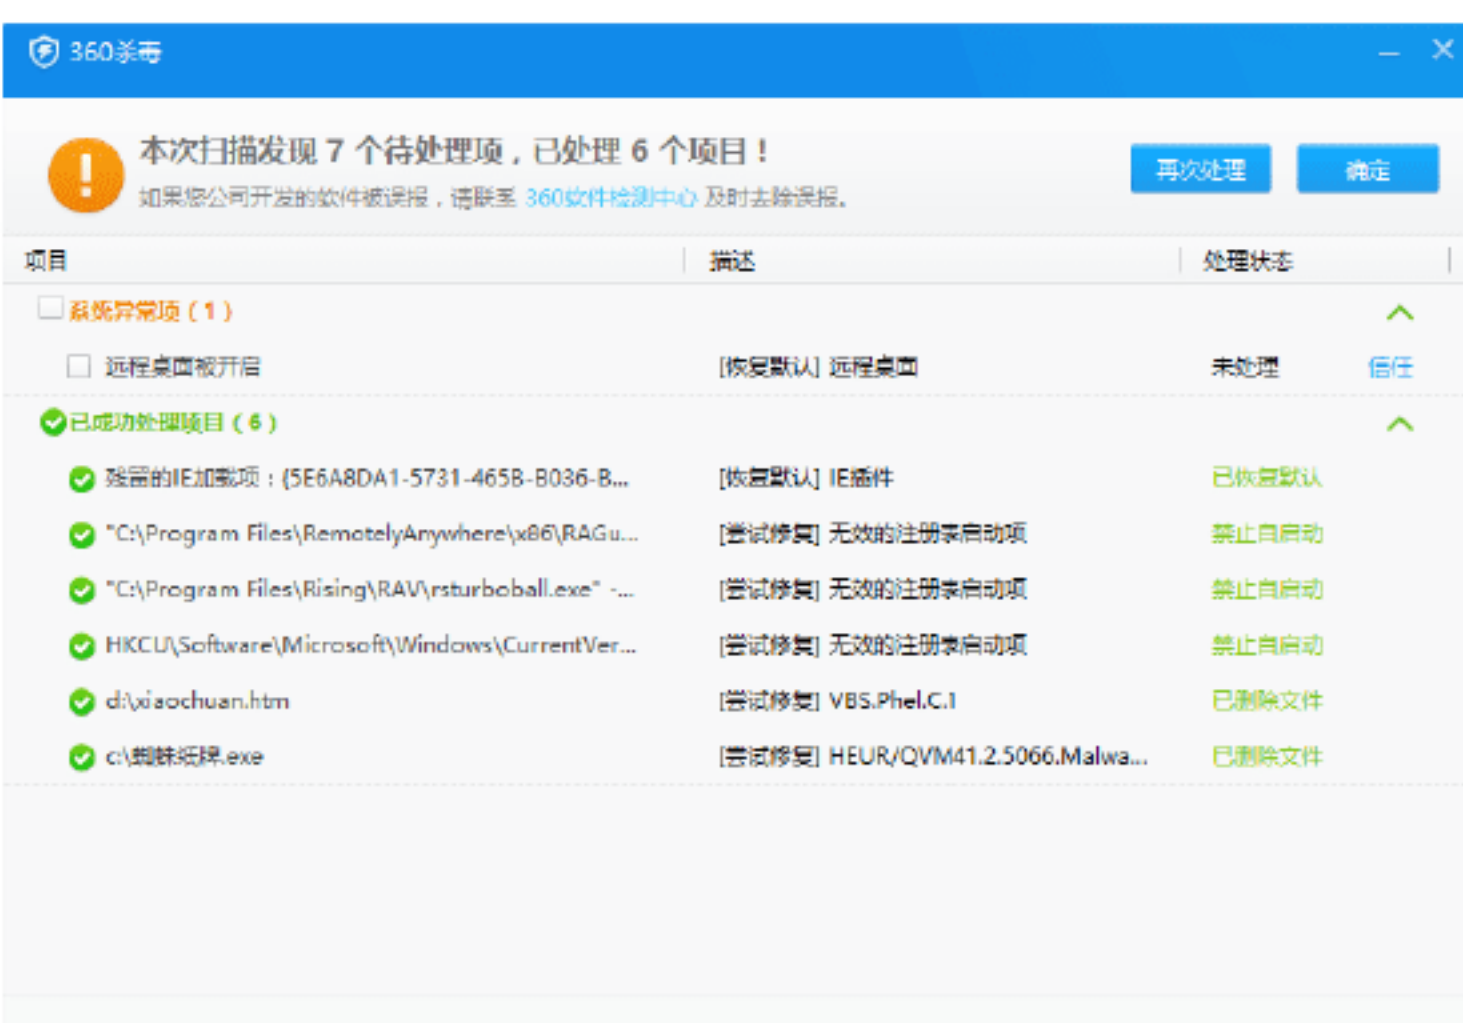 360杀毒
本次扫描发现 7 个待处理项，已处理 6 个项目！
如果您公司开发的软件被误报，请联系 360软件检测中心 及时去除误报。
再次处理
确定
项目 描述 处理状态
系统异常项（1）
远程桌面被开启 [恢复默认] 远程桌面 未处理 信任
已成功处理项目（6）
残留的IE加载项：{5E6A8DA1-5731-465B-B036-B... [恢复默认] IE插件 已恢复默认
"C:\Program Files\RemotelyAnywhere\x86\RAGu... [尝试修复] 无效的注册表启动项 禁止自启动
"C:\Program Files\Rising\RAV\rsturboball.exe" -... [尝试修复] 无效的注册表启动项 禁止自启动
HKCU\Software\Microsoft\Windows\CurrentVer... [尝试修复] 无效的注册表启动项 禁止自启动
d:\xiaochuan.htm [尝试修复] VBS.Phel.C.1 已删除文件
c:\蜘蛛纸牌.exe [尝试修复] HEUR/QVM41.2.5066.Malwa... 已删除文件